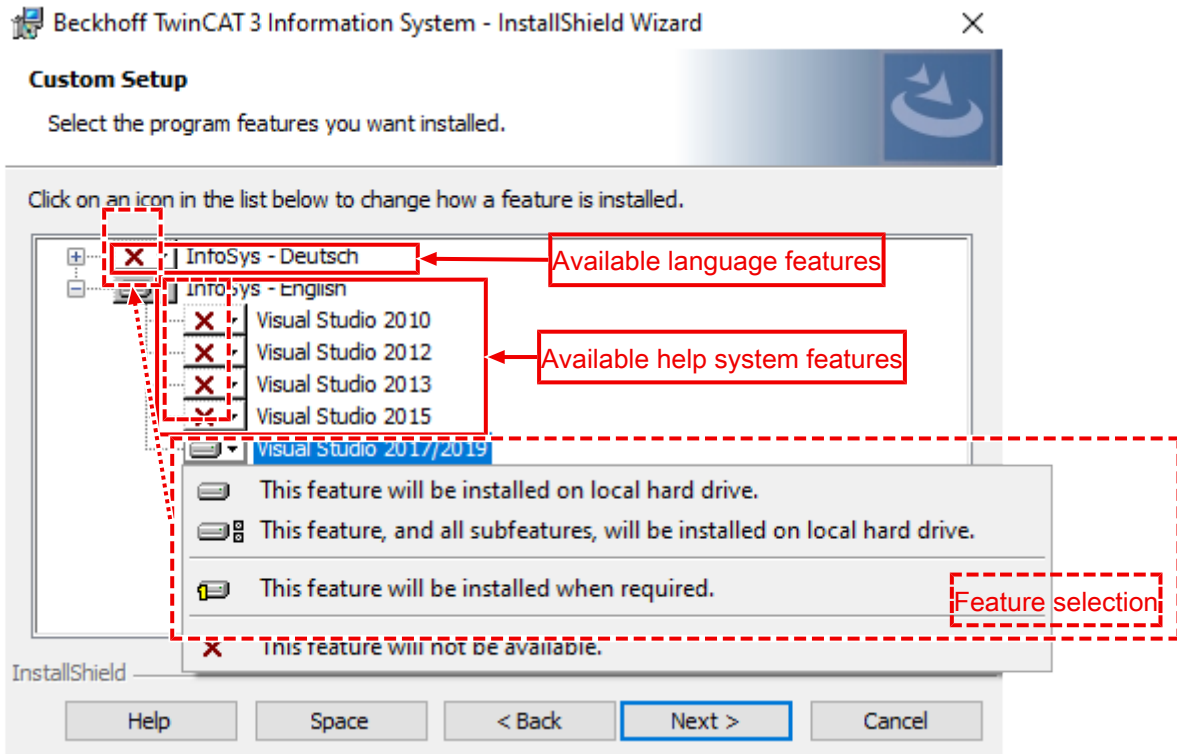 Beckhoff TwinCAT 3 Information System - InstallShield Wizard
Custom Setup
Select the program features you want installed.
Click on an icon in the list below to change how a feature is installed.
InfoSys - Deutsch
Available language features
InfoSys - English
Visual Studio 2010
Visual Studio 2012
Available help system features
Visual Studio 2013
Visual Studio 2015
Visual Studio 2017/2019
This feature will be installed on local hard drive.
This feature, and all subfeatures, will be installed on local hard drive.
This feature will be installed when required.
Feature selection
This feature will not be available.
InstallShield
Help
Space
< Back
Next >
Cancel